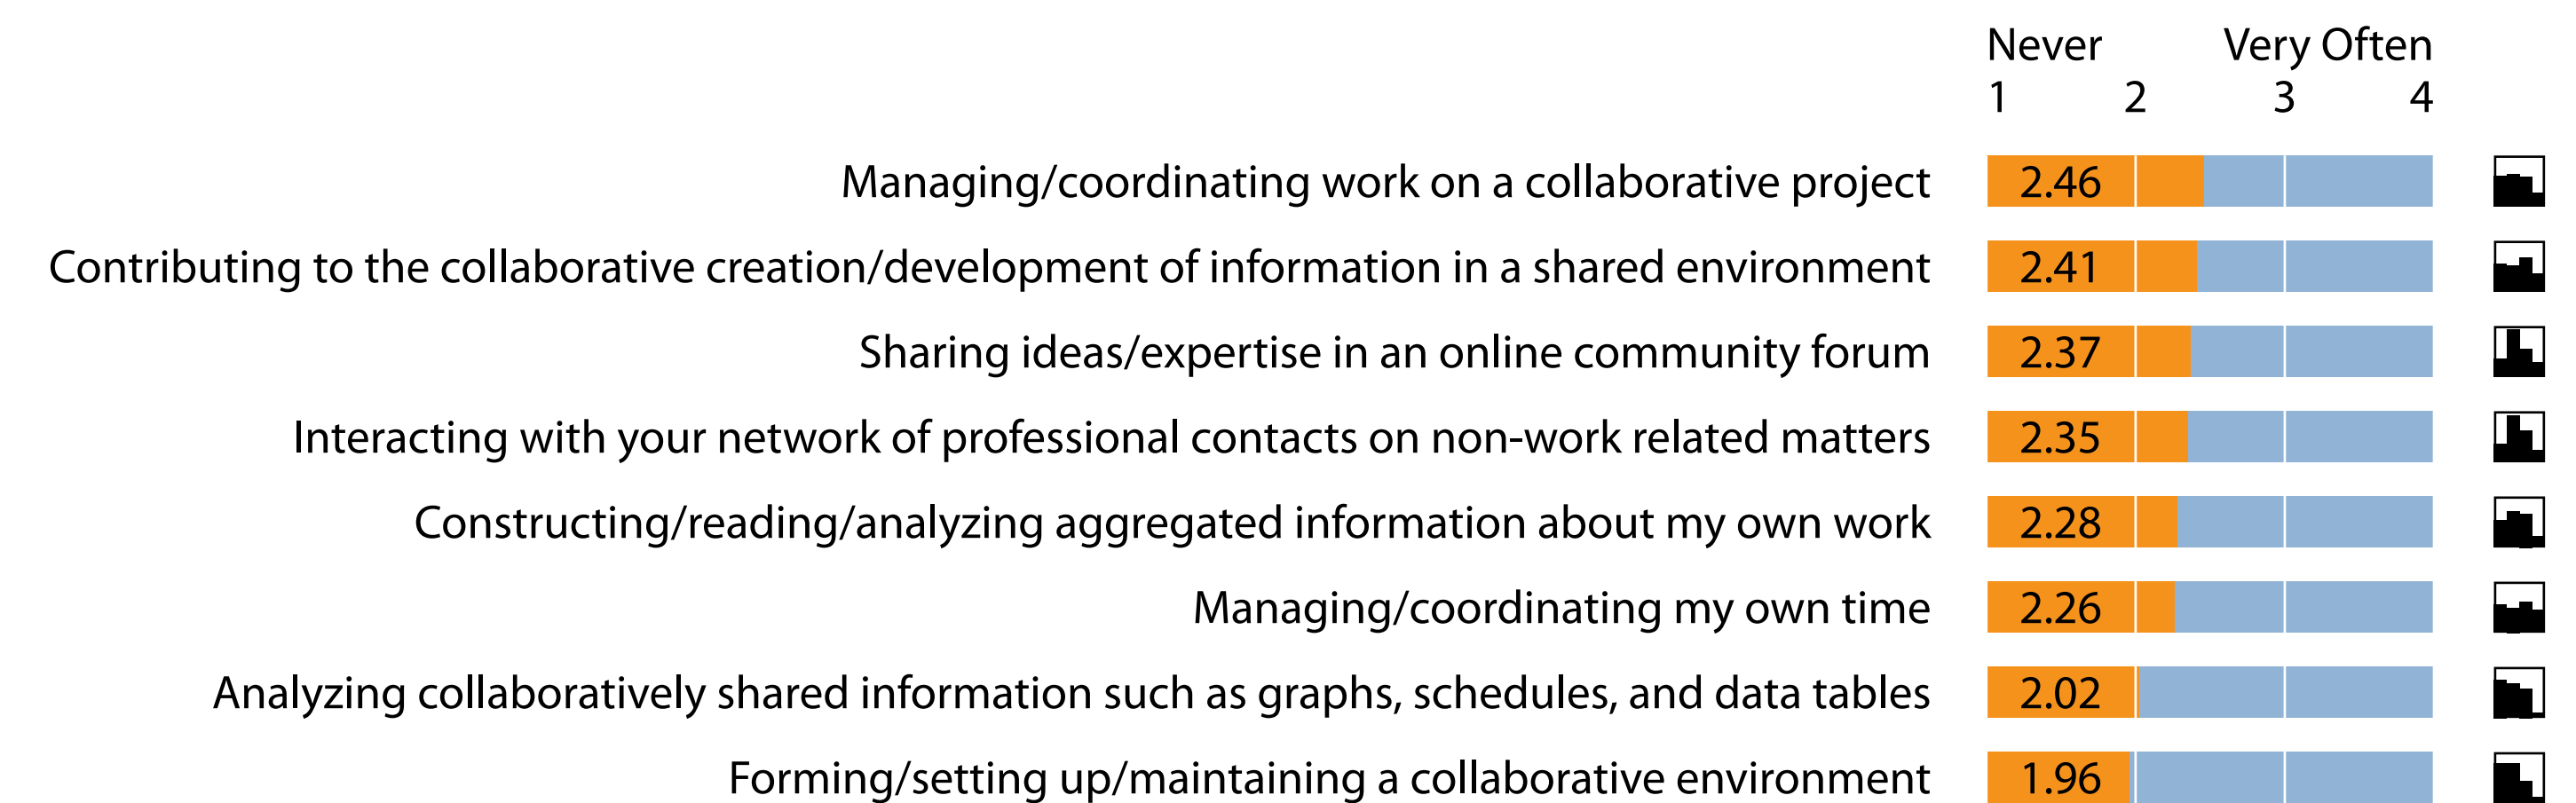 Never Very Often
1 2 3 4
Managing/coordinating work on a collaborative project 2.46
Contributing to the collaborative creation/development of information in a shared environment 2.41
Sharing ideas/expertise in an online community forum 2.37
Interacting with your network of professional contacts on non-work related matters 2.35
Constructing/reading/analyzing aggregated information about my own work 2.28
Managing/coordinating my own time 2.26
Analyzing collaboratively shared information such as graphs, schedules, and data tables 2.02
Forming/setting up/maintaining a collaborative environment 1.96